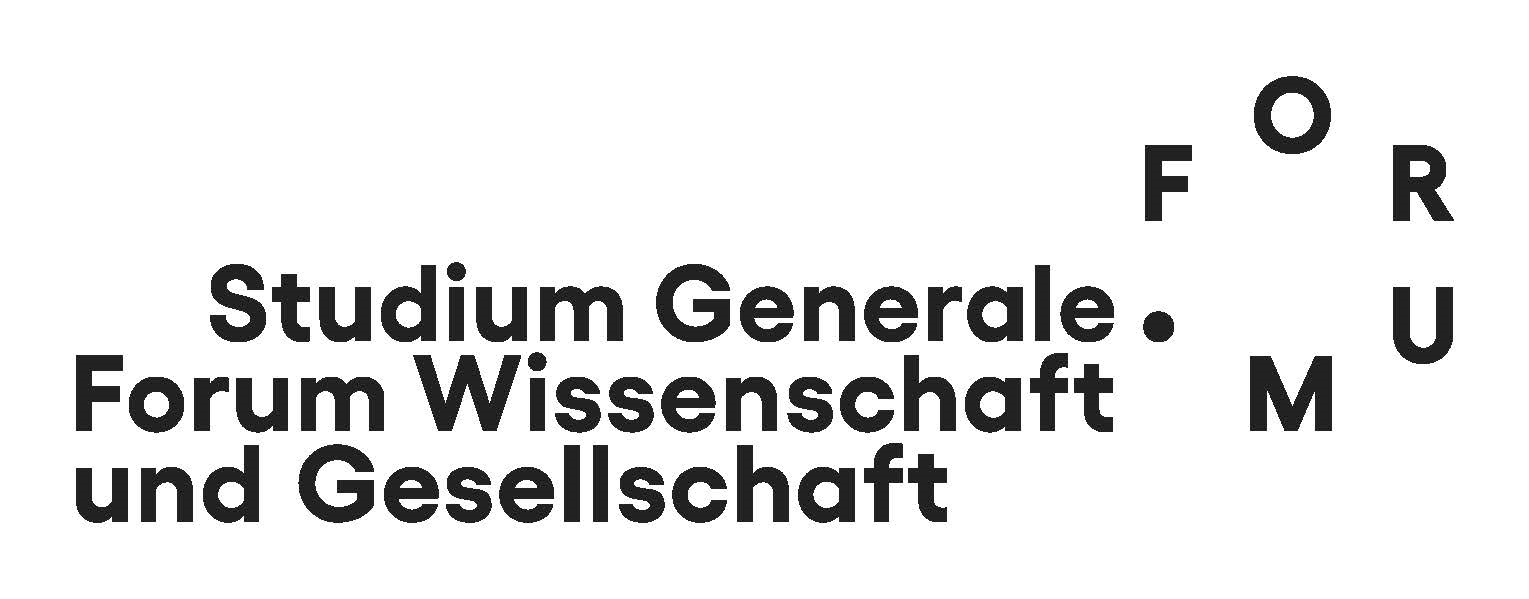 FORUM
Studium Generale.
Forum Wissenschaft
und Gesellschaft